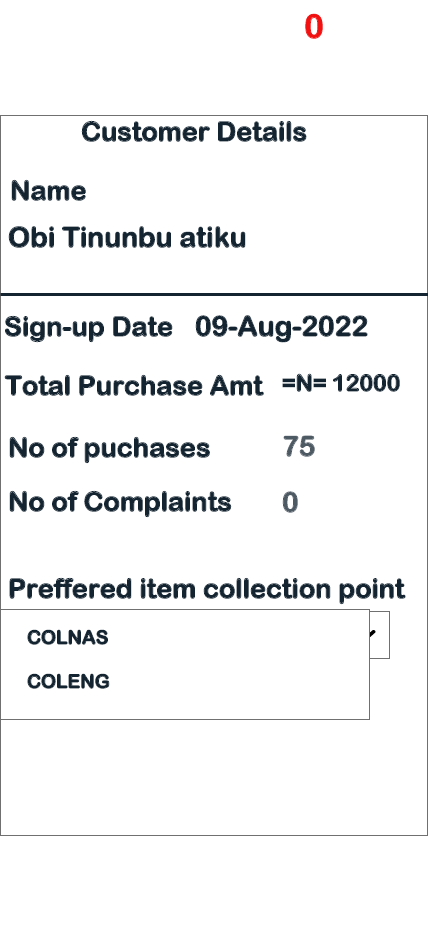 0
Customer Details
Name
Obi Tinunbu atiku
Sign-up Date 09-Aug-2022
Total Purchase Amt =N= 12000
No of puchases 75
No of Complaints 0
Preffered item collection point
COLNAS
COLENG